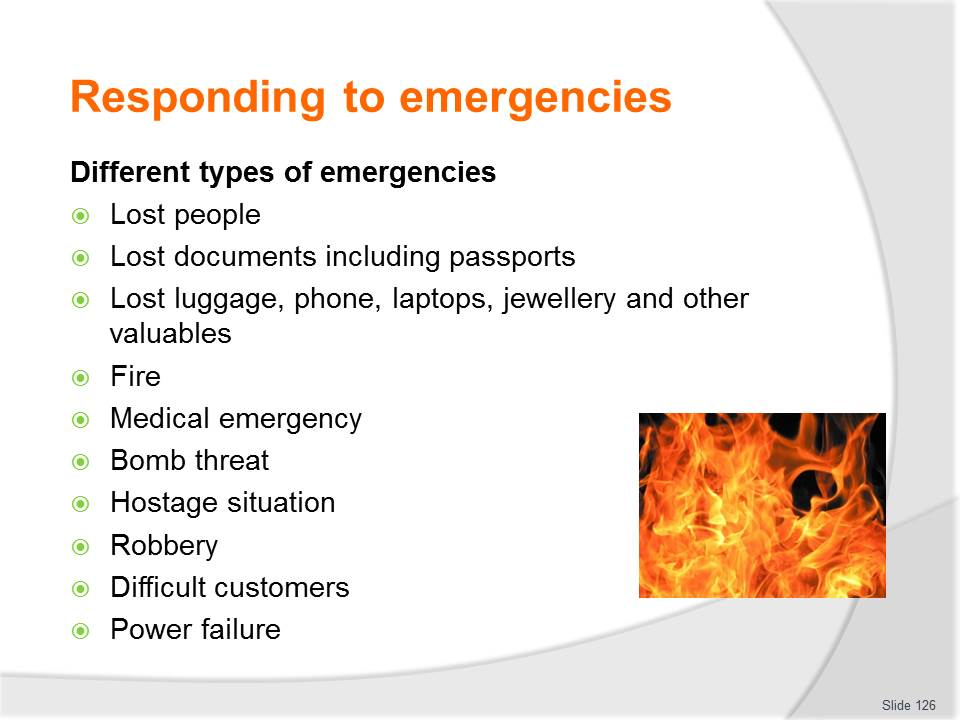 Responding to emergencies
Different types of emergencies
Lost people
Lost documents including passports
Lost luggage, phone, laptops, jewellery and other
valuables
Fire
Medical emergency
Bomb threat
Hostage situation
Robbery
Difficult customers
Power failure
Slide 126